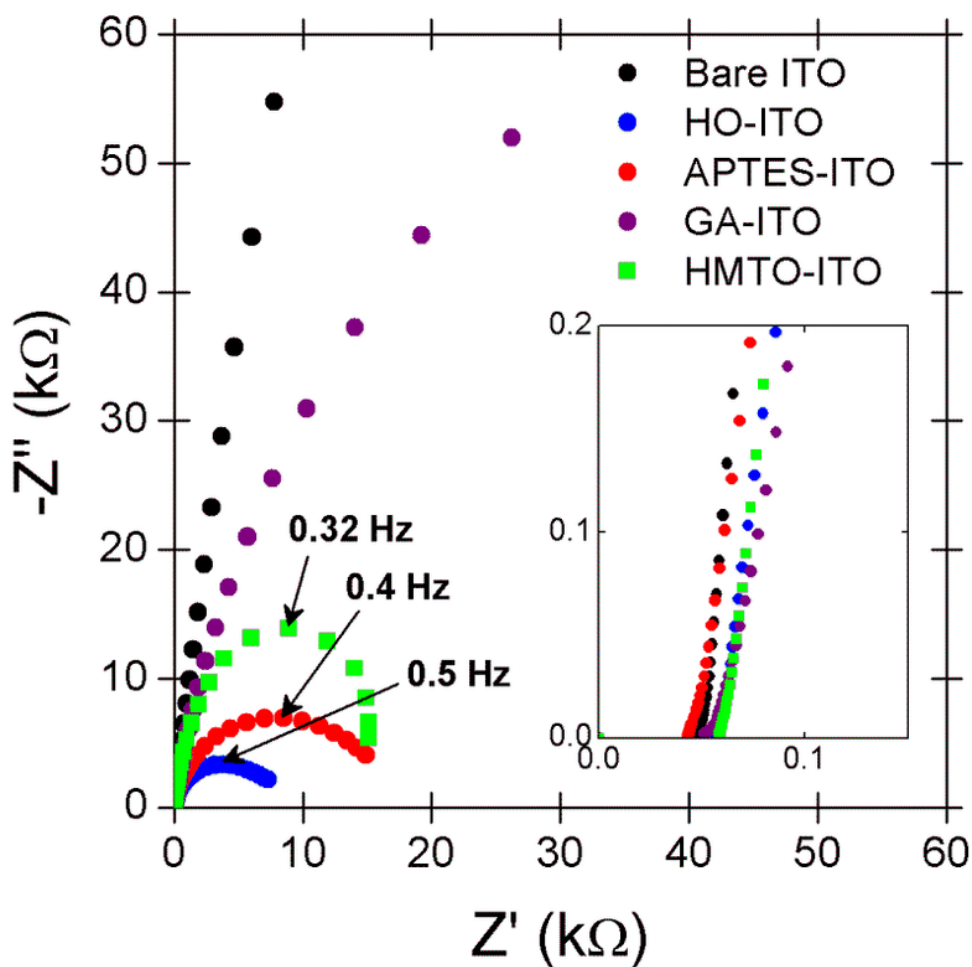 60
50
40
30
20
10
0
-Z'' (kΩ)
Bare ITO
HO-ITO
APTES-ITO
GA-ITO
HMTO-ITO
0.32 Hz
0.4 Hz
0.5 Hz
0.2
0.1
0.0
0.0 0.1
0 10 20 30 40 50 60
Z' (kΩ)